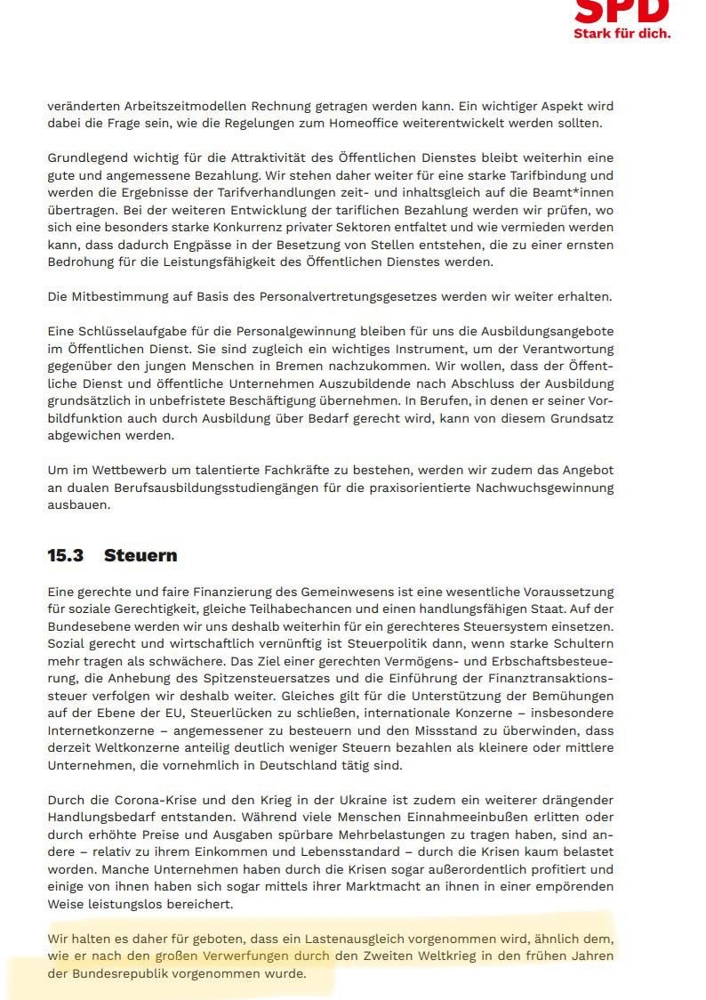 SPD
Stark für dich.
veränderten Arbeitszeitmodellen Rechnung getragen werden kann. Ein wichtiger Aspekt wird
dabei die Frage sein, wie die Regelungen zum Homeoffice weiterentwickelt werden sollten.
Grundlegend wichtig für die Attraktivität des Öffentlichen Dienstes bleibt weiterhin eine
gute und angemessene Bezahlung. Wir stehen daher weiter für eine starke Tarifbindung und
werden die Ergebnisse der Tarifverhandlungen zeit- und inhaltsgleich auf die Beamt*innen
übertragen. Bei der weiteren Entwicklung der tariflichen Bezahlung werden wir prüfen, wo
sich eine besonders starke Konkurrenz privater Sektoren entfaltet und wie vermieden werden
kann, dass dadurch Engpässe in der Besetzung von Stellen entstehen, die zu einer ernsten
Bedrohung für die Leistungsfähigkeit des Öffentlichen Dienstes werden.
Die Mitbestimmung auf Basis des Personalvertretungsgesetzes werden wir weiter erhalten.
Eine Schlüsselaufgabe für die Personalgewinnung bleiben für uns die Ausbildungsangebote
im Öffentlichen Dienst. Sie sind zugleich ein wichtiges Instrument, um der Verantwortung
gegenüber den jungen Menschen in Bremen nachzukommen. Wir wollen, dass der Öffent-
liche Dienst und öffentliche Unternehmen Auszubildende nach Abschluss der Ausbildung
grundsätzlich in unbefristete Beschäftigung übernehmen. In Berufen, in denen er seiner Vor-
bildfunktion auch durch Ausbildung über Bedarf gerecht wird, kann von diesem Grundsatz
abgewichen werden.
Um im Wettbewerb um talentierte Fachkräfte zu bestehen, werden wir zudem das Angebot
an dualen Berufsausbildungsstudiengängen für die praxisorientierte Nachwuchsgewinnung
ausbauen.
15.3 Steuern
Eine gerechte und faire Finanzierung des Gemeinwesens ist eine wesentliche Voraussetzung
für soziale Gerechtigkeit, gleiche Teilhabechancen und einen handlungsfähigen Staat. Auf der
Bundesebene werden wir uns deshalb weiterhin für ein gerechteres Steuersystem einsetzen.
Sozial gerecht und wirtschaftlich vernünftig ist Steuerpolitik dann, wenn starke Schultern
mehr tragen als schwächere. Das Ziel einer gerechten Vermögens- und Erbschaftsbesteue-
rung, die Anhebung des Spitzensteuersatzes und die Einführung der Finanztransaktions-
steuer verfolgen wir deshalb weiter. Gleiches gilt für die Unterstützung der Bemühungen
auf der Ebene der EU, Steuerlücken zu schließen, internationale Konzerne – insbesondere
Internetkonzerne – angemessener zu besteuern und den Missstand zu überwinden, dass
derzeit Weltkonzerne anteilig deutlich weniger Steuern bezahlen als kleinere oder mittlere
Unternehmen, die vornehmlich in Deutschland tätig sind.
Durch die Corona-Krise und den Krieg in der Ukraine ist zudem ein weiterer drängender
Handlungsbedarf entstanden. Während viele Menschen Einnahmeeinbußen erlitten oder
durch erhöhte Preise und Ausgaben spürbare Mehrbelastungen zu tragen haben, sind an-
dere – relativ zu ihrem Einkommen und Lebensstandard – durch die Krisen kaum belastet
worden. Manche Unternehmen haben durch die Krisen sogar außerordentlich profitiert und
einige von ihnen haben sich sogar mittels ihrer Marktmacht an ihnen in einer empörenden
Weise leistungslos bereichert.
Wir halten es daher für geboten, dass ein Lastenausgleich vorgenommen wird, ähnlich dem,
wie er nach den großen Verwerfungen durch den Zweiten Weltkrieg in den frühen Jahren
der Bundesrepublik vorgenommen wurde.